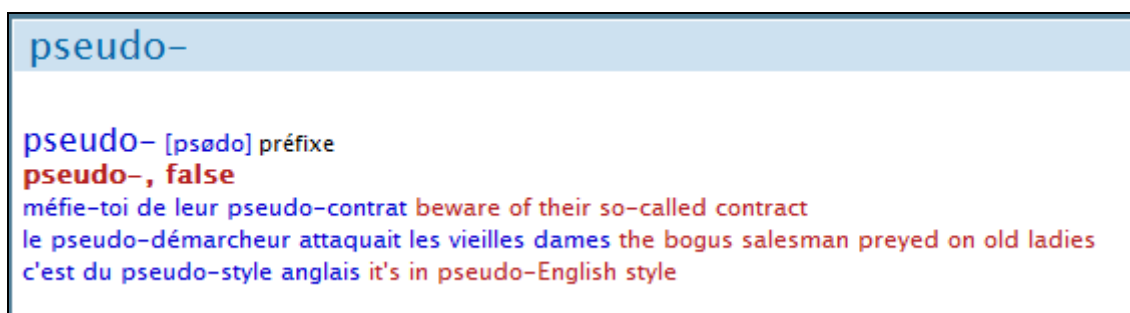 pseudo-
pseudo- [psødo] préfixe
pseudo-, false
méfie-toi de leur pseudo-contrat beware of their so-called contract
le pseudo-démarcheur attaquait les vieilles dames the bogus salesman preyed on old ladies
c'est du pseudo-style anglais it's in pseudo-English style